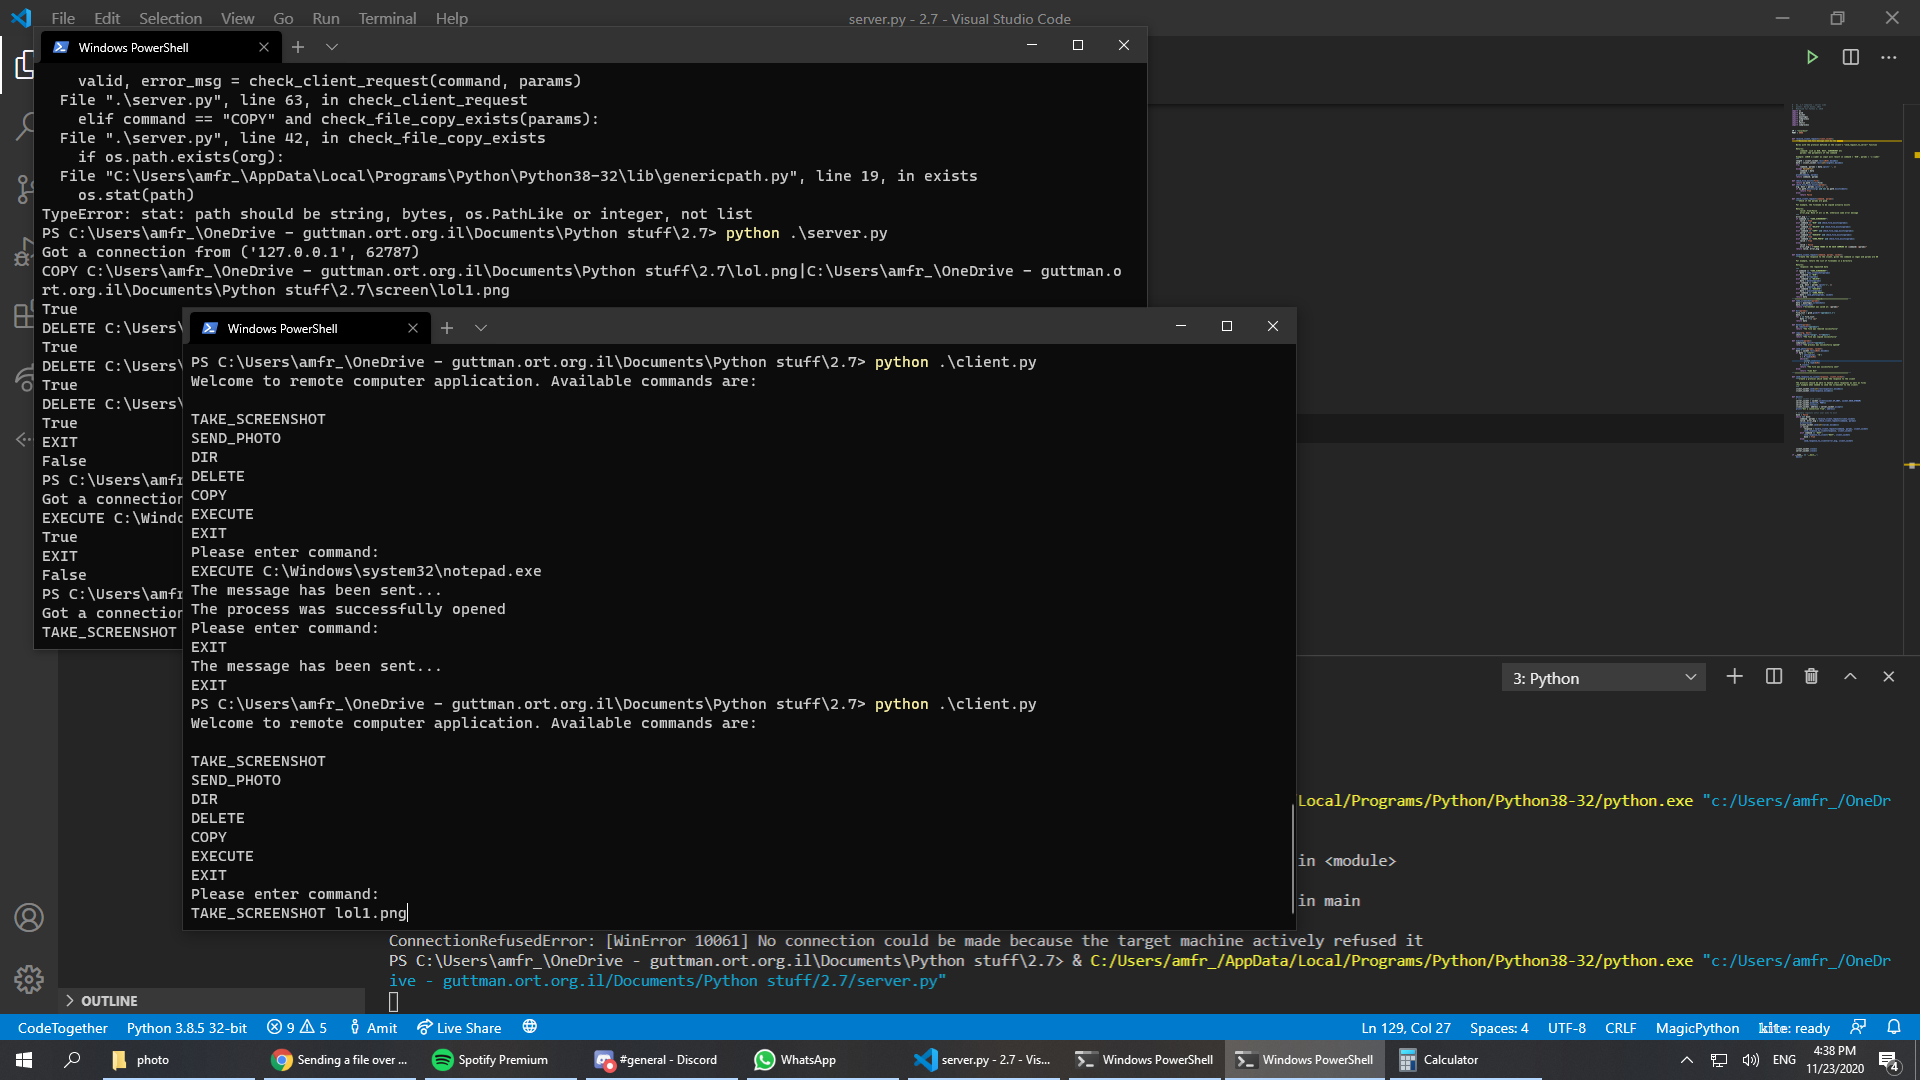 File Edit Selection View Go Run Terminal Help
server.py - 2.7 - Visual Studio Code
Windows PowerShell
valid, error_msg = check_client_request(command, params)
File ".\server.py", line 63, in check_client_request
elif command == "COPY" and check_file_copy_exists(params):
File ".\server.py", line 42, in check_file_copy_exists
if os.path.exists(org):
File "C:\Users\amfr_\AppData\Local\Programs\Python\Python38-32\lib\genericpath.py", line 19, in exists
os.stat(path)
TypeError: stat: path should be string, bytes, os.PathLike or integer, not list
PS C:\Users\amfr_\OneDrive - guttman.ort.org.il\Documents\Python stuff\2.7> python .\server.py
Got a connection from ('127.0.0.1', 62787)
COPY C:\Users\amfr_\OneDrive - guttman.ort.org.il\Documents\Python stuff\2.7\lol.png|C:\Users\amfr_\OneDrive - guttman.o
rt.org.il\Documents\Python stuff\2.7\screen\lol1.png
True
DELETE C:\Users\
True
DELETE C:\Users\
True
DELETE C:\Users\
True
EXIT
False
PS C:\Users\amfr
Got a connection
EXECUTE C:\Windo
True
EXIT
False
PS C:\Users\amfr
Got a connection
TAKE_SCREENSHOT
Windows PowerShell
PS C:\Users\amfr_\OneDrive - guttman.ort.org.il\Documents\Python stuff\2.7> python .\client.py
Welcome to remote computer application. Available commands are:
TAKE_SCREENSHOT
SEND_PHOTO
DIR
DELETE
COPY
EXECUTE
EXIT
Please enter command:
EXECUTE C:\Windows\system32\notepad.exe
The message has been sent...
The process was successfully opened
Please enter command:
EXIT
The message has been sent...
EXIT
PS C:\Users\amfr_\OneDrive - guttman.ort.org.il\Documents\Python stuff\2.7> python .\client.py
Welcome to remote computer application. Available commands are:
TAKE_SCREENSHOT
SEND_PHOTO
DIR
DELETE
COPY
EXECUTE
EXIT
Please enter command:
TAKE_SCREENSHOT lol1.png
3: Python
Local/Programs/Python/Python38-32/python.exe "c:/Users/amfr_/OneDr
in <module>
in main
ConnectionRefusedError: [WinError 10061] No connection could be made because the target machine actively refused it
PS C:\Users\amfr_\OneDrive - guttman.ort.org.il\Documents\Python stuff\2.7> & C:/Users/amfr_/AppData/Local/Programs/Python/Python38-32/python.exe "c:/Users/amfr_/OneDr
ive - guttman.ort.org.il/Documents/Python stuff/2.7/server.py"
OUTLINE
CodeTogether Python 3.8.5 32-bit 9 5 Amit Live Share Ln 129, Col 27 Spaces: 4 UTF-8 CRLF MagicPython kite: ready
photo Sending a file over ... Spotify Premium #general - Discord WhatsApp server.py - 2.7 - Vis... Windows PowerShell Windows PowerShell Calculator ENG 4:38 PM
11/23/2020 4